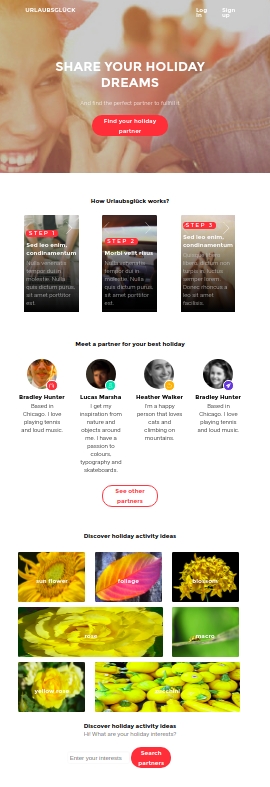 URLAUBSGLÜCK
Log in
Sign up
SHARE YOUR HOLIDAY
DREAMS
And find the perfect partner to fullfill it
Find your holiday
partner
How Urlaubsglück works?
STEP 1
Sed leo enim,
condimentum
Nulla venenatis
tempor dui in
molestie. Nulla
quis dictum purus,
sit amet porttitor
est.
STEP 2
Morbi velit risus
Nulla venenatis
tempor dui in
molestie. Nulla
quis dictum purus,
sit amet porttitor
est.
STEP 3
Sed leo enim,
condimentum
libero, dictum non
turpis in, luctus
semper lorem.
Donec rhoncus a
leo sit amet
facilisis.
Meet a partner for your best holiday
Bradley Hunter
Based in
Chicago. I love
playing tennis
and loud music.
Lucas Marsha
I get my
inspiration from
nature and
objects around
me. I have a
passion to
colours,
typography and
skateboards.
Heather Walker
I'm a happy
person that loves
cats and
climbing on
mountains.
Bradley Hunter
Based in
Chicago. I love
playing tennis
and loud music.
See other
partners
Discover holiday activity ideas
sun flower
foliage
blossom
rose
macro
yellow rose
zucchini
Discover holiday activity ideas
Hi! What are your holiday interests?
Enter your interests
Search
partners